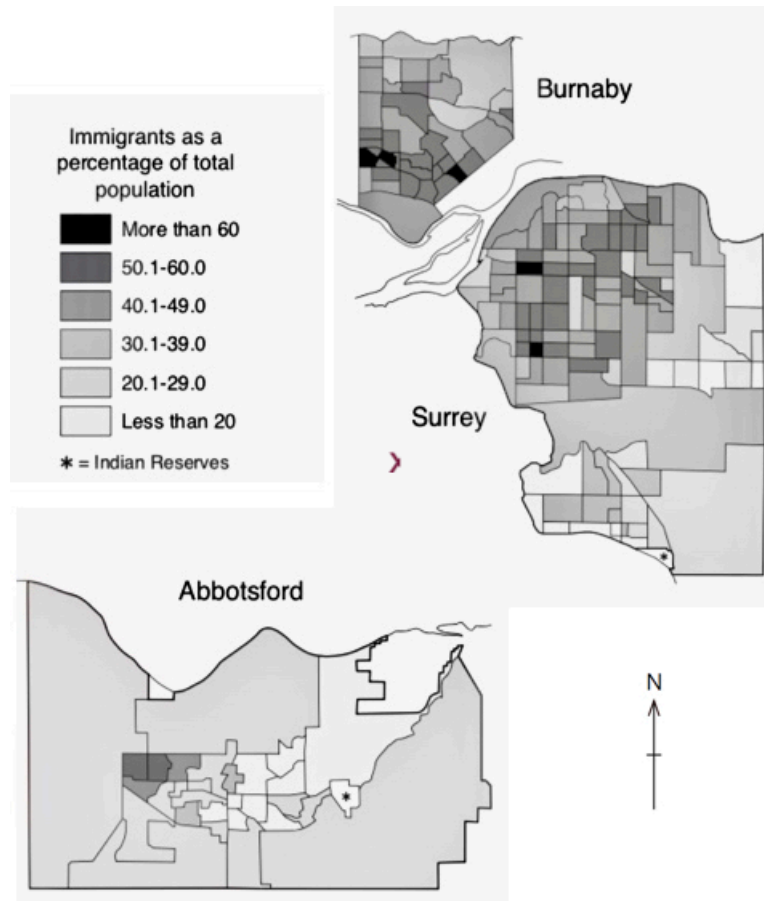 Burnaby
Immigrants as a
percentage of total
population
More than 60
50.1-60.0
40.1-49.0
30.1-39.0
20.1-29.0
Less than 20
* = Indian Reserves
Surrey
*
Abbotsford
N
*